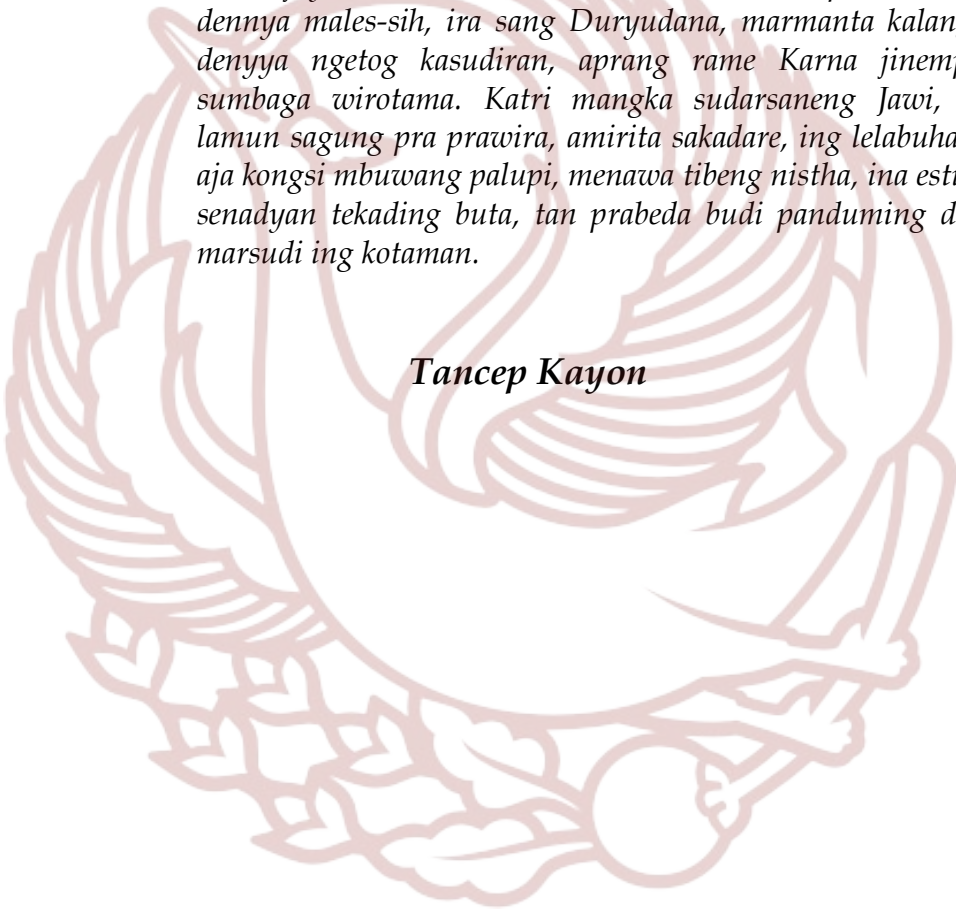 dennya males-sih, ira sang Duryudana, marmanta kalan
denyya ngetog kasudiran, aprang rame Karna jinemp
sumbaga wirotama. Katri mangka sudarsaneng Jawi,
lamun sagung pra prawira, amirita sakadare, ing lelabuha
aja kongsi mbuwang palupi, menawa tibeng nistha, ina estr
senadyan tekading buta, tan prabeda budi panduming d
marsudi ing kotaman.
Tancep Kayon